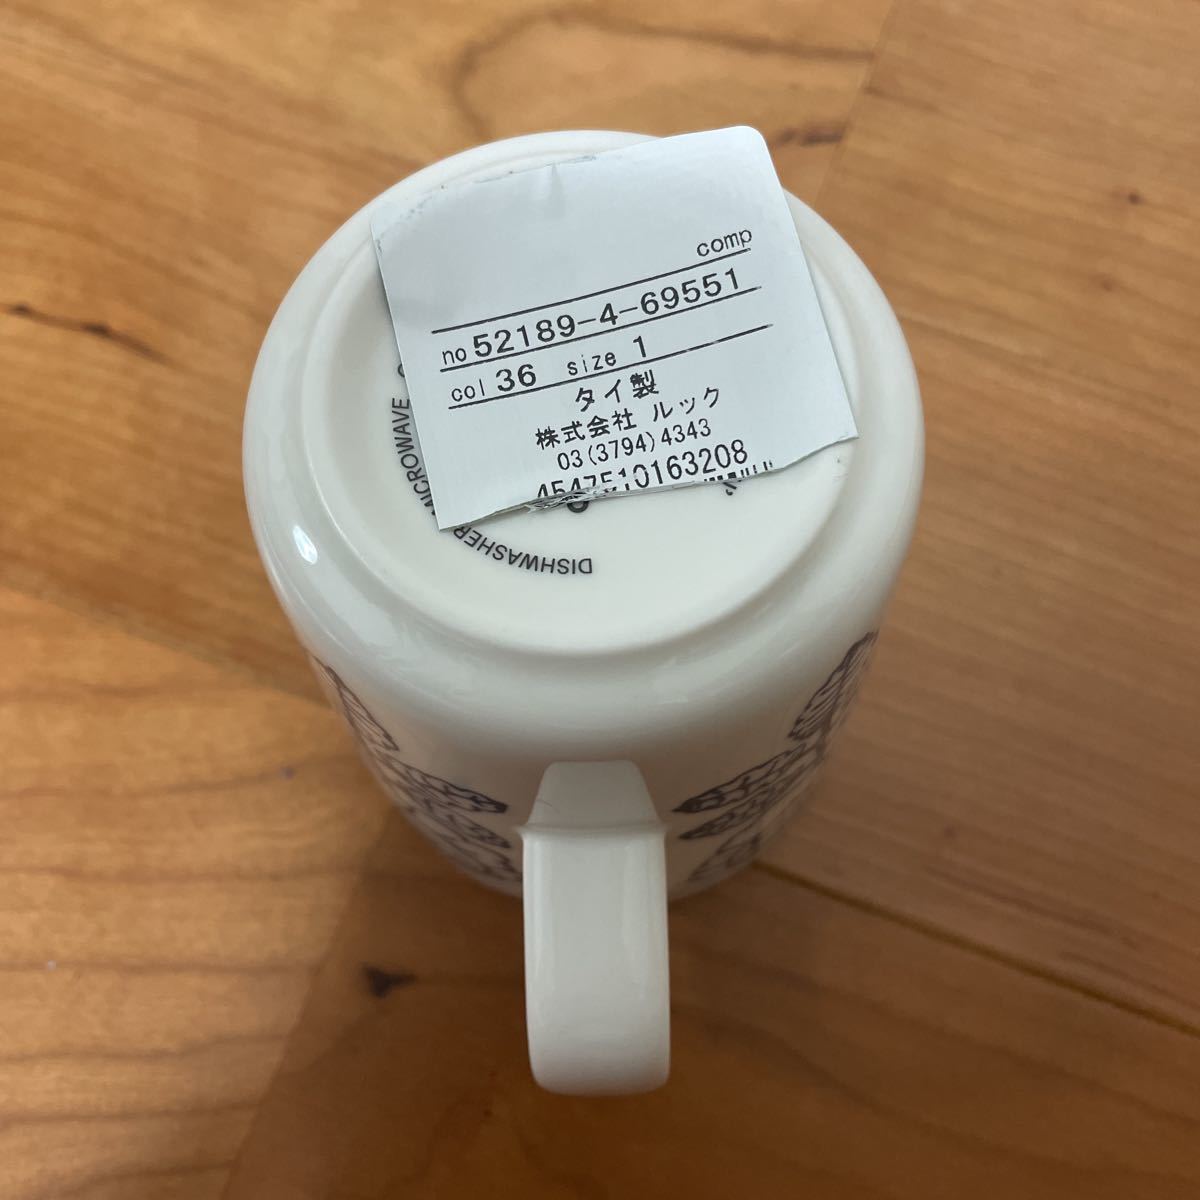 comp
no 52189-4-69551
col 36 size 1
タイ製
株式会社 ルック
03(3794)4343
4547510163208
MICROWAVE
DISHWASHER